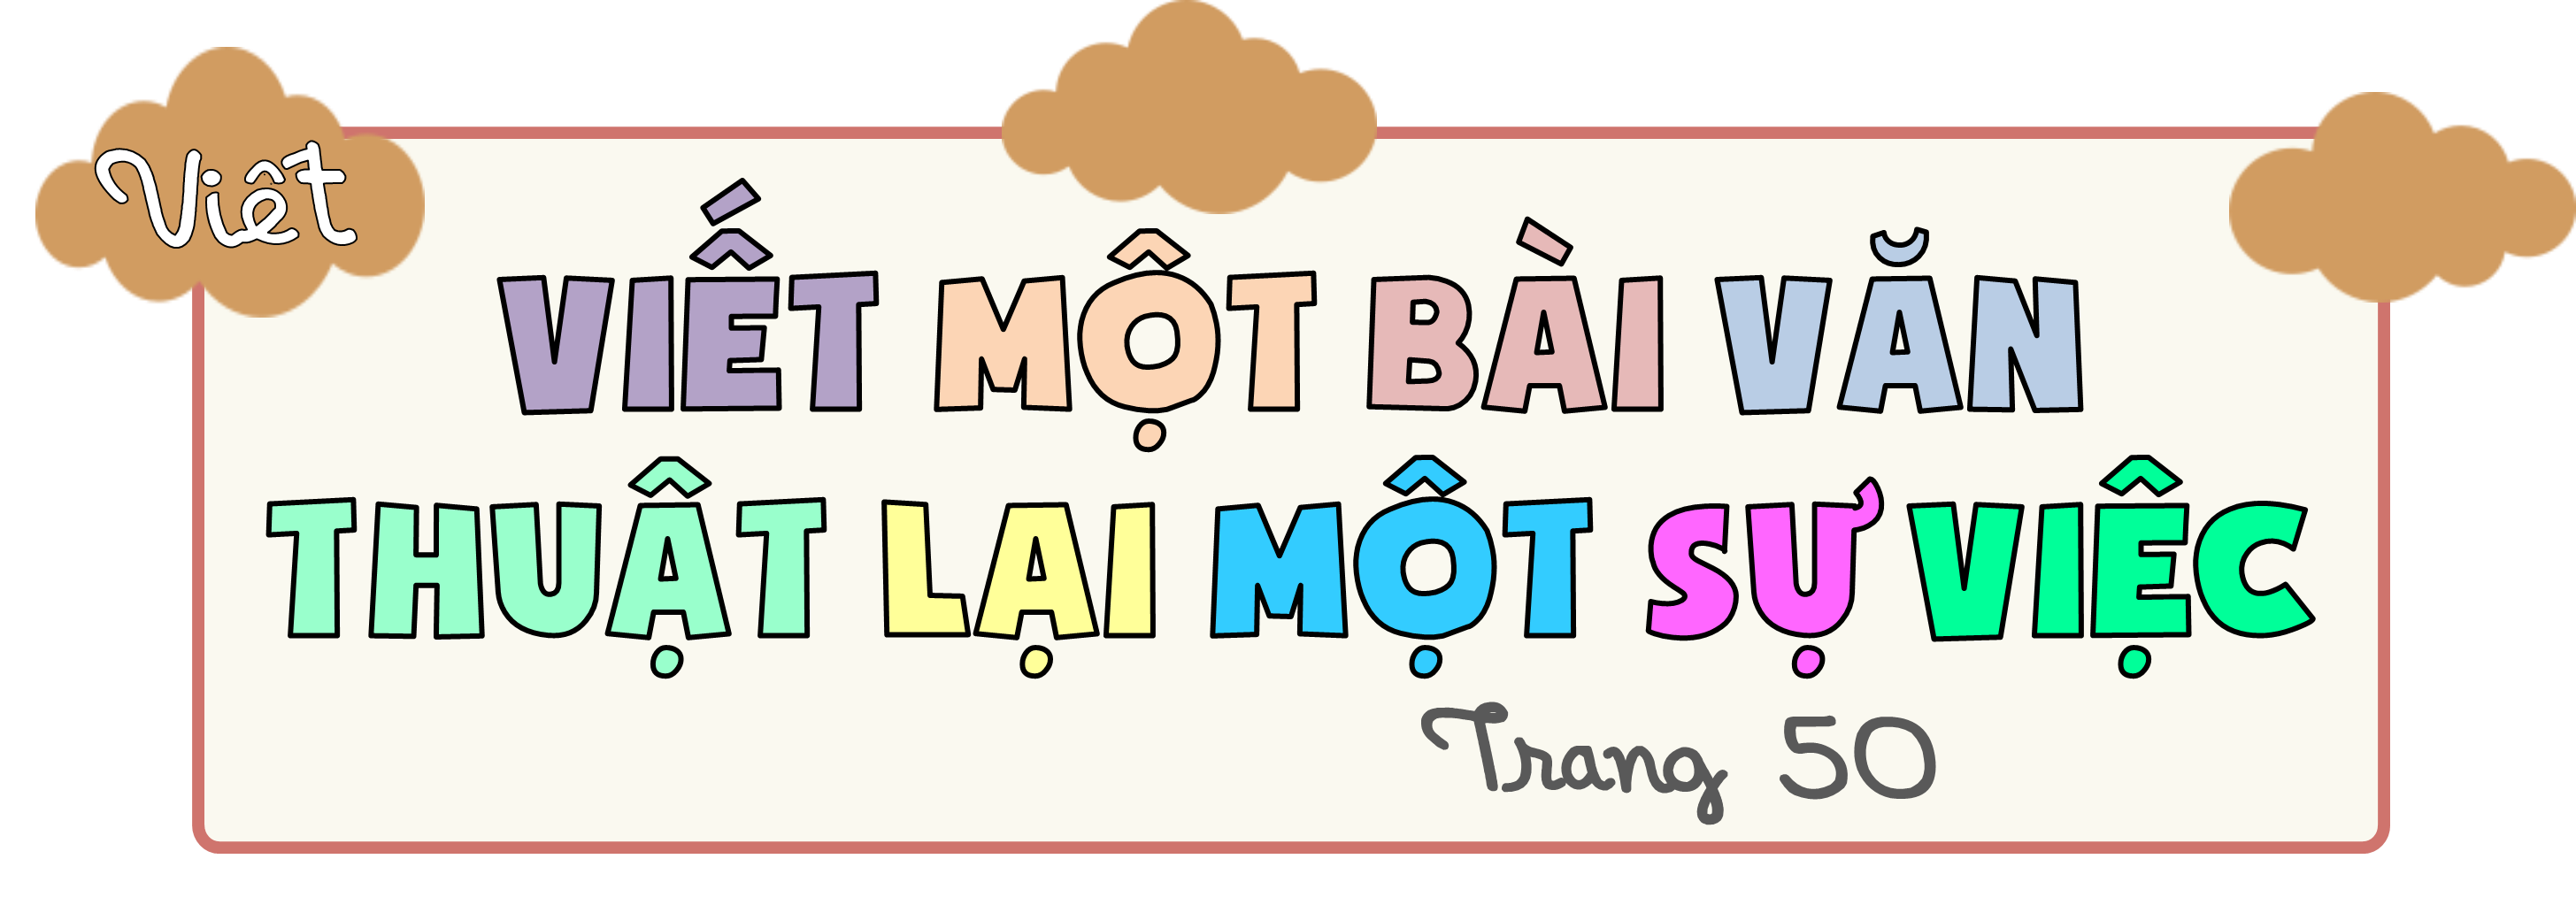 Viết
VIẾT MỘT BÀI VĂN
THUẬT LẠI MỘT SỰ VIỆC
Trang 50